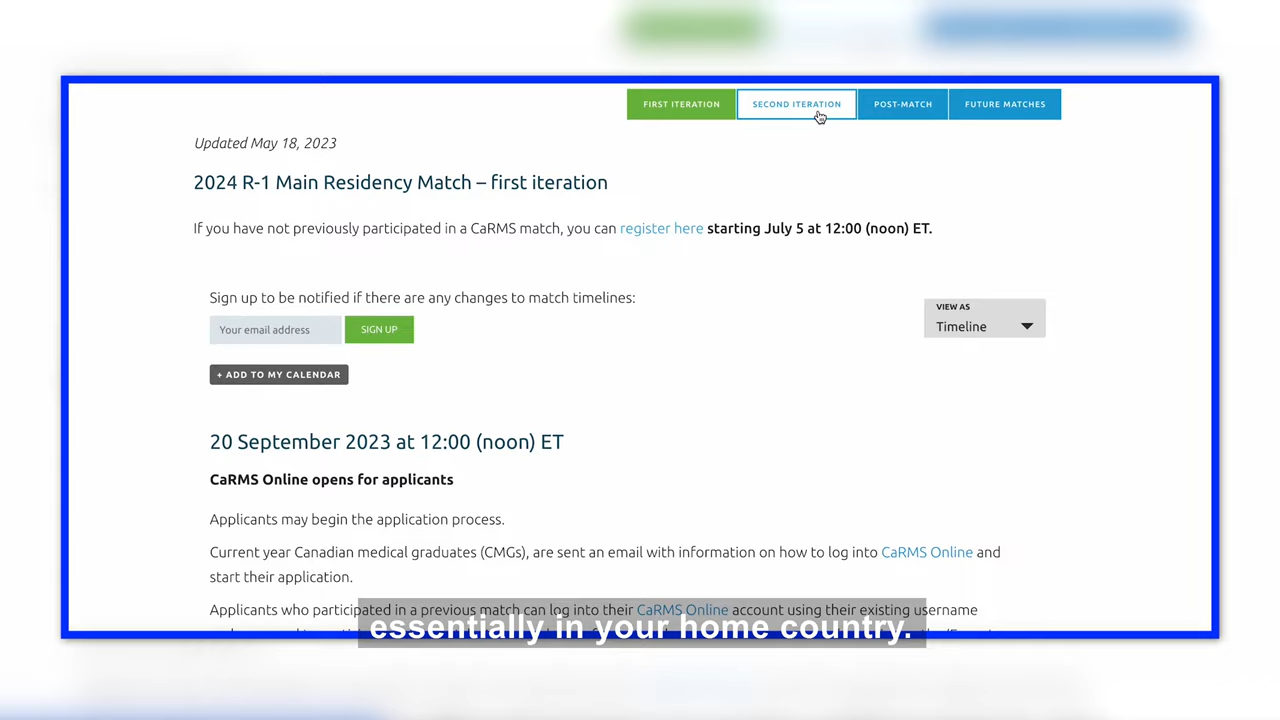 FIRST ITERATION
SECOND ITERATION
POST-MATCH
FUTURE MATCHES
Updated May 18, 2023
2024 R-1 Main Residency Match – first iteration
If you have not previously participated in a CaRMS match, you can register here starting July 5 at 12:00 (noon) ET.
Sign up to be notified if there are any changes to match timelines:
VIEW AS
Your email address
SIGN UP
Timeline
+ ADD TO MY CALENDAR
20 September 2023 at 12:00 (noon) ET
CaRMS Online opens for applicants
Applicants may begin the application process.
Current year Canadian medical graduates (CMGs), are sent an email with information on how to log into CaRMS Online and
start their application.
Applicants who participated in a previous match can log into their CaRMS Online account using their existing username
essentially in your home country.